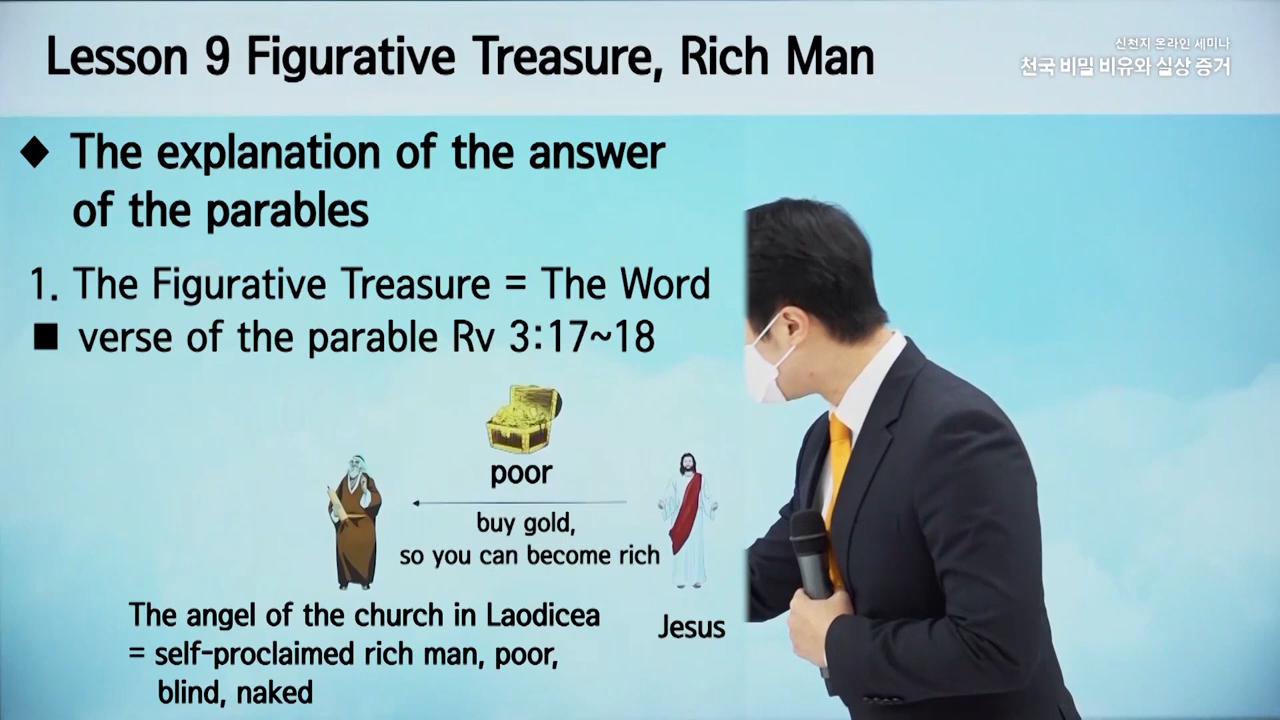 Lesson 9 Figurative Treasure, Rich Man
신천지 온라인 세미나
천국 비밀 비유와 실상 증거
◆ The explanation of the answer
of the parables
1. The Figurative Treasure = The Word
■ verse of the parable Rv 3:17~18
poor
buy gold,
so you can become rich
The angel of the church in Laodicea
= self-proclaimed rich man, poor,
blind, naked
Jesus